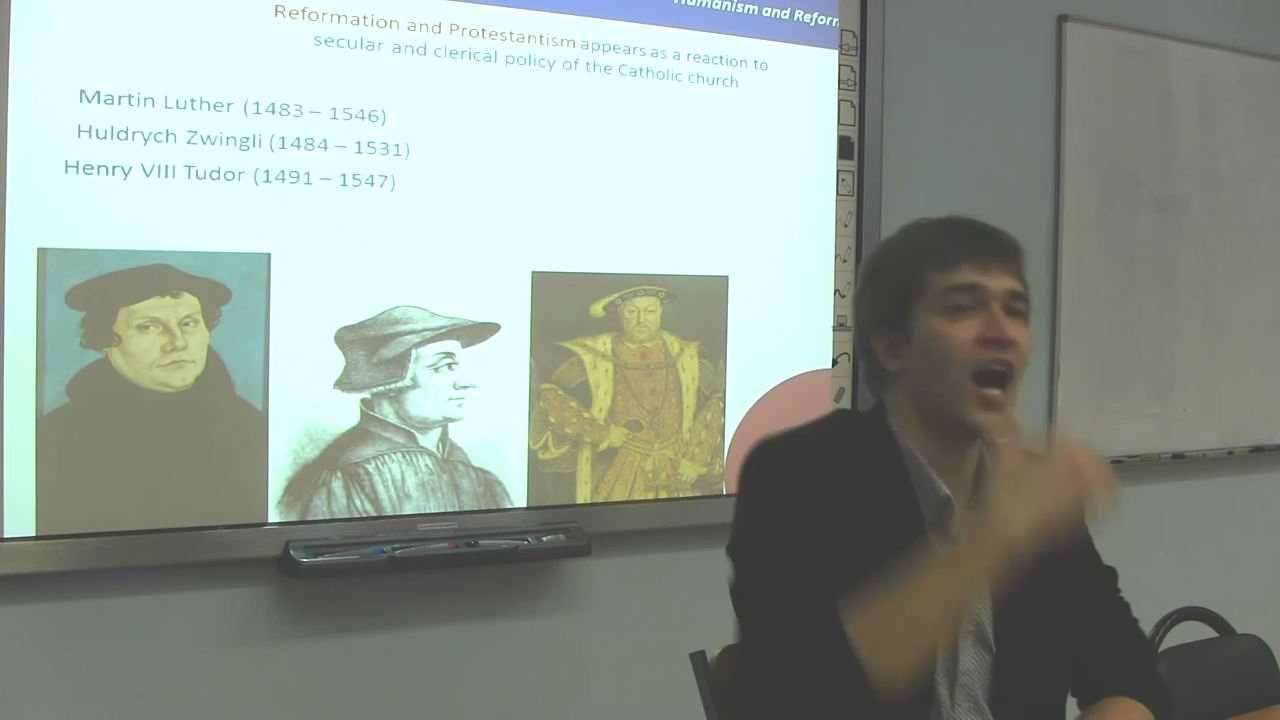 Humanism and Reform
Reformation and Protestantism appears as a reaction to
secular and clerical policy of the Catholic church
Martin Luther (1483 – 1546)
Huldrych Zwingli (1484 – 1531)
Henry VIII Tudor (1491 – 1547)